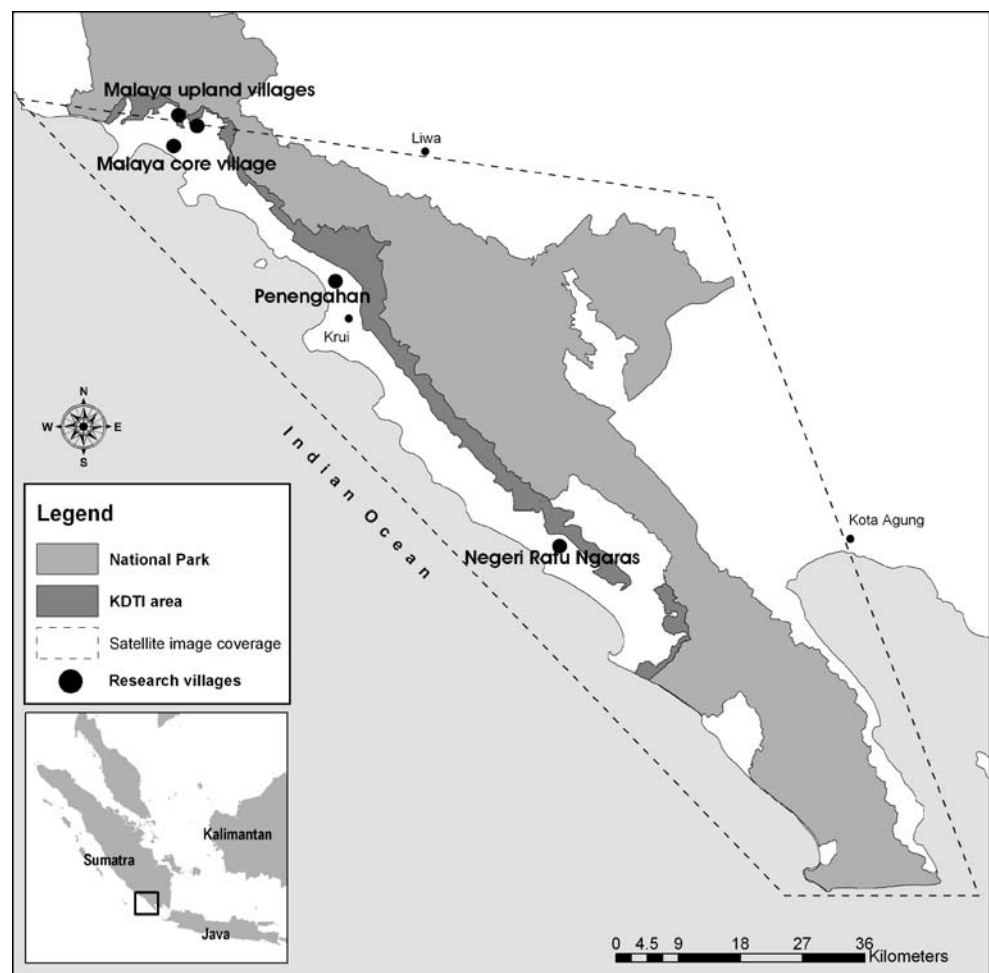 Malaya upland villages
Liwa
Malaya core village
Penengahan
Krui
N
W E
S
Indian Ocean
Kota Agung
Negeri Ratu Ngaras
Legend
National Park
KDTI area
Satellite image coverage
Research villages
Kalimantan
Sumatra
Java
0 4.5 9 18 27 36
Kilometers